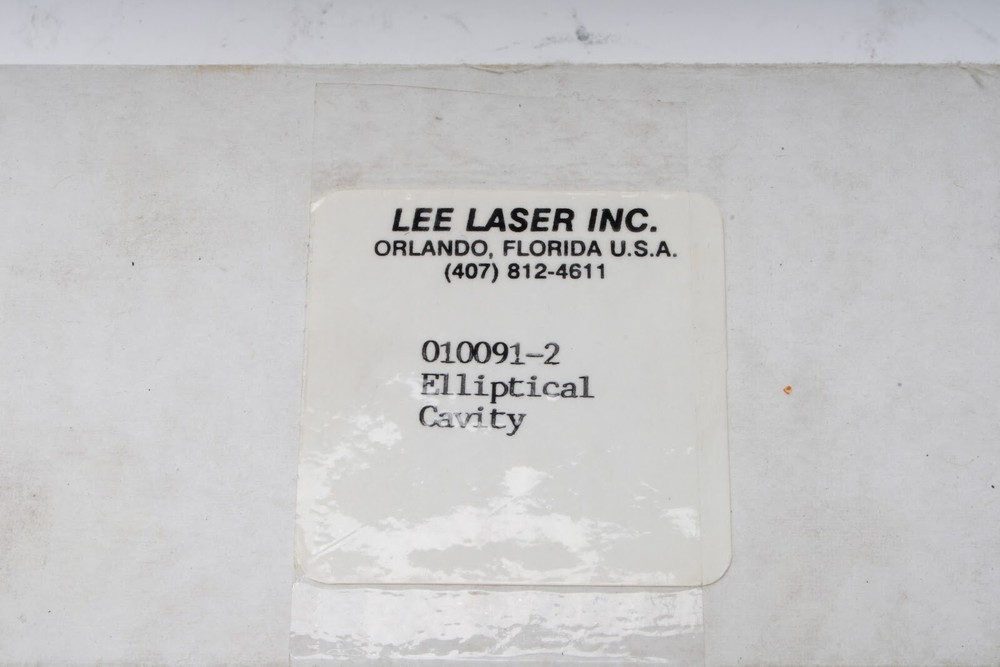 LEE LASER INC.
ORLANDO, FLORIDA U.S.A.
(407) 812-4611
010091-2
Elliptical
Cavity